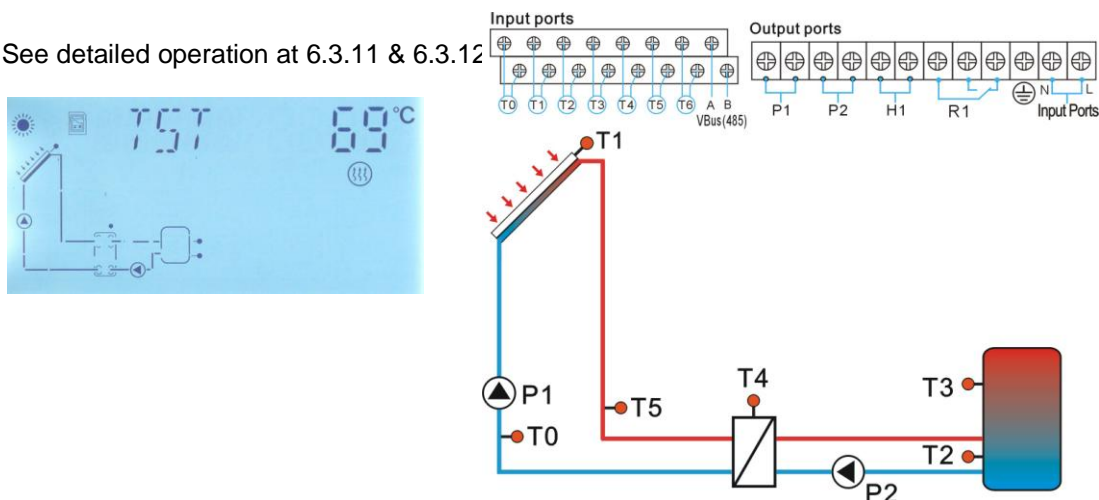 See detailed operation at 6.3.11 & 6.3.12
TST 69°C
Input ports
T0 T1 T2 T3 T4 T5 T6 A B
VBus(485)
Output ports
P1 P2 H1 R1 N L
Input Ports
T1
P1
T5
T0
T4
P2
T3
T2